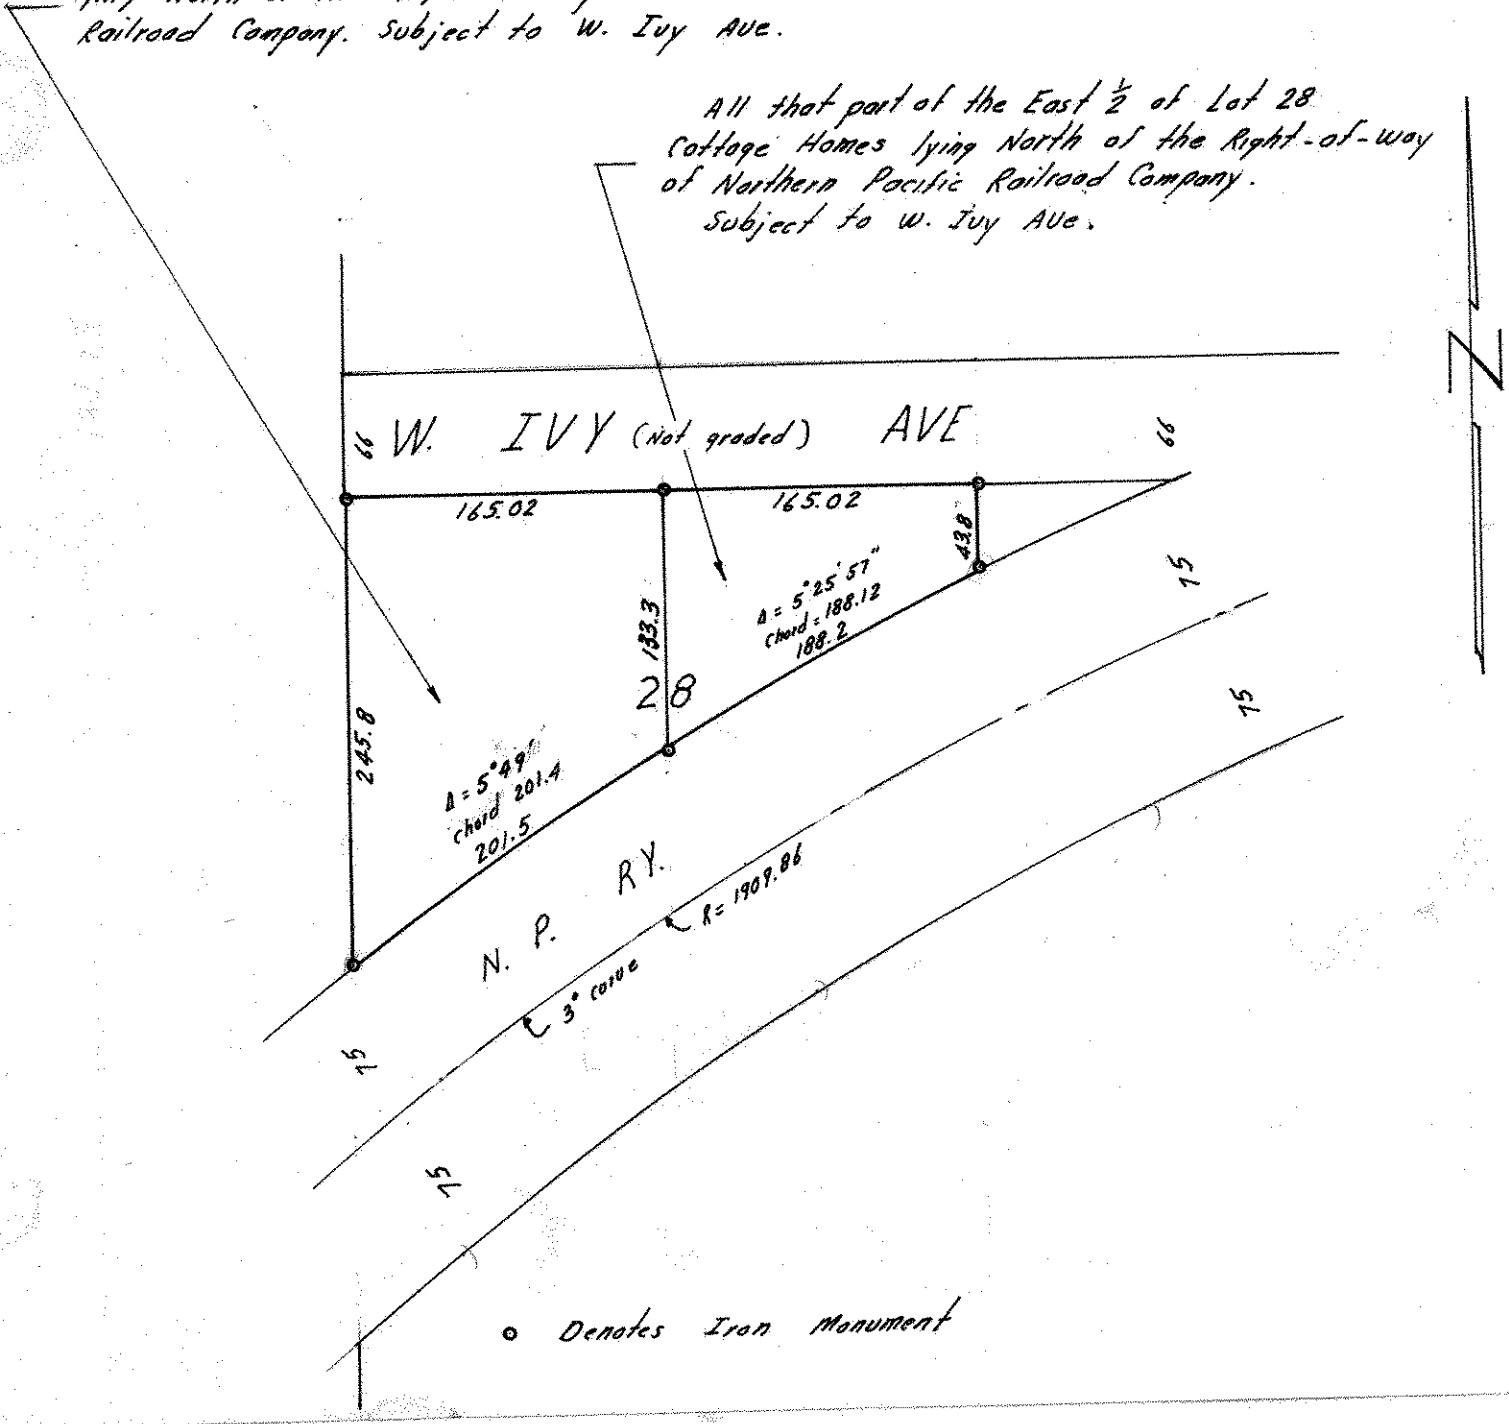 Railroad Company. Subject to W. Ivy Ave.
All that part of the East 1/2 of Lot 28
Cottage Homes lying North of the Right-of-way
of Northern Pacific Railroad Company.
Subject to W. Ivy Ave.
N
66
W. IVY (Not graded) AVE
66
165.02
165.02
43.8
133.3
245.8
Δ = 5°25'57"
Chord = 188.12
188.2
28
Δ = 5°49'
chord 201.4
201.5
75
75
N. P. RY.
R= 1909.86
3° curve
75
75
o Denotes Iron Monument